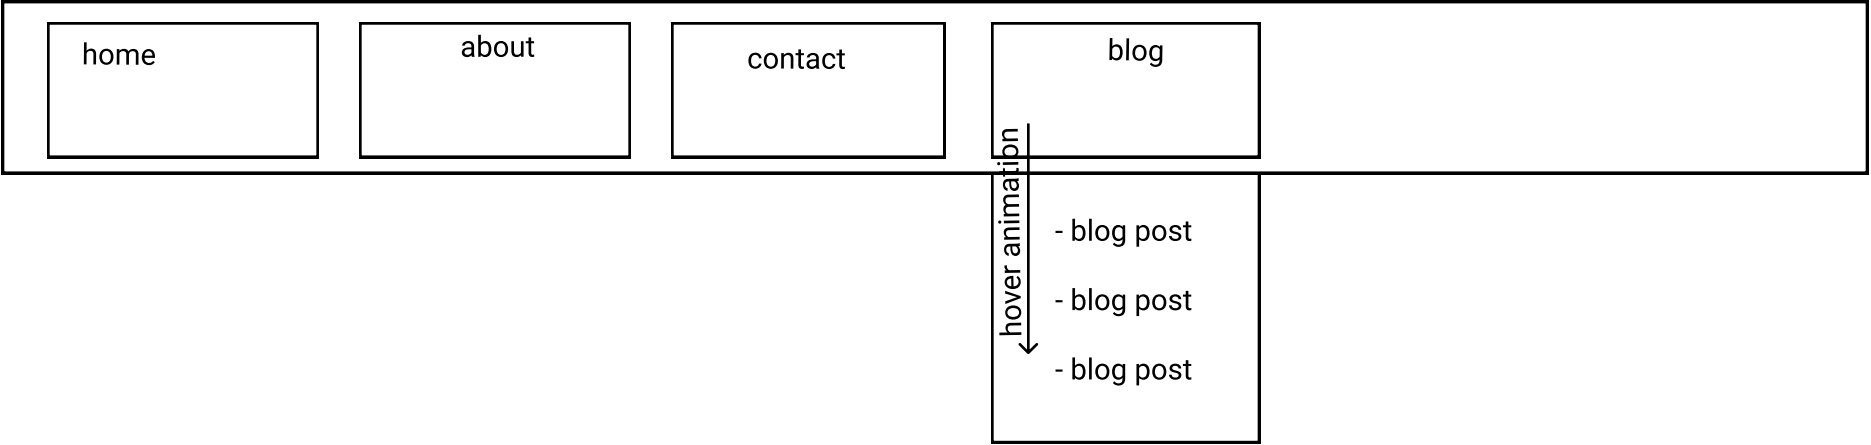 home
about
contact
blog
hover animation
- blog post
- blog post
- blog post